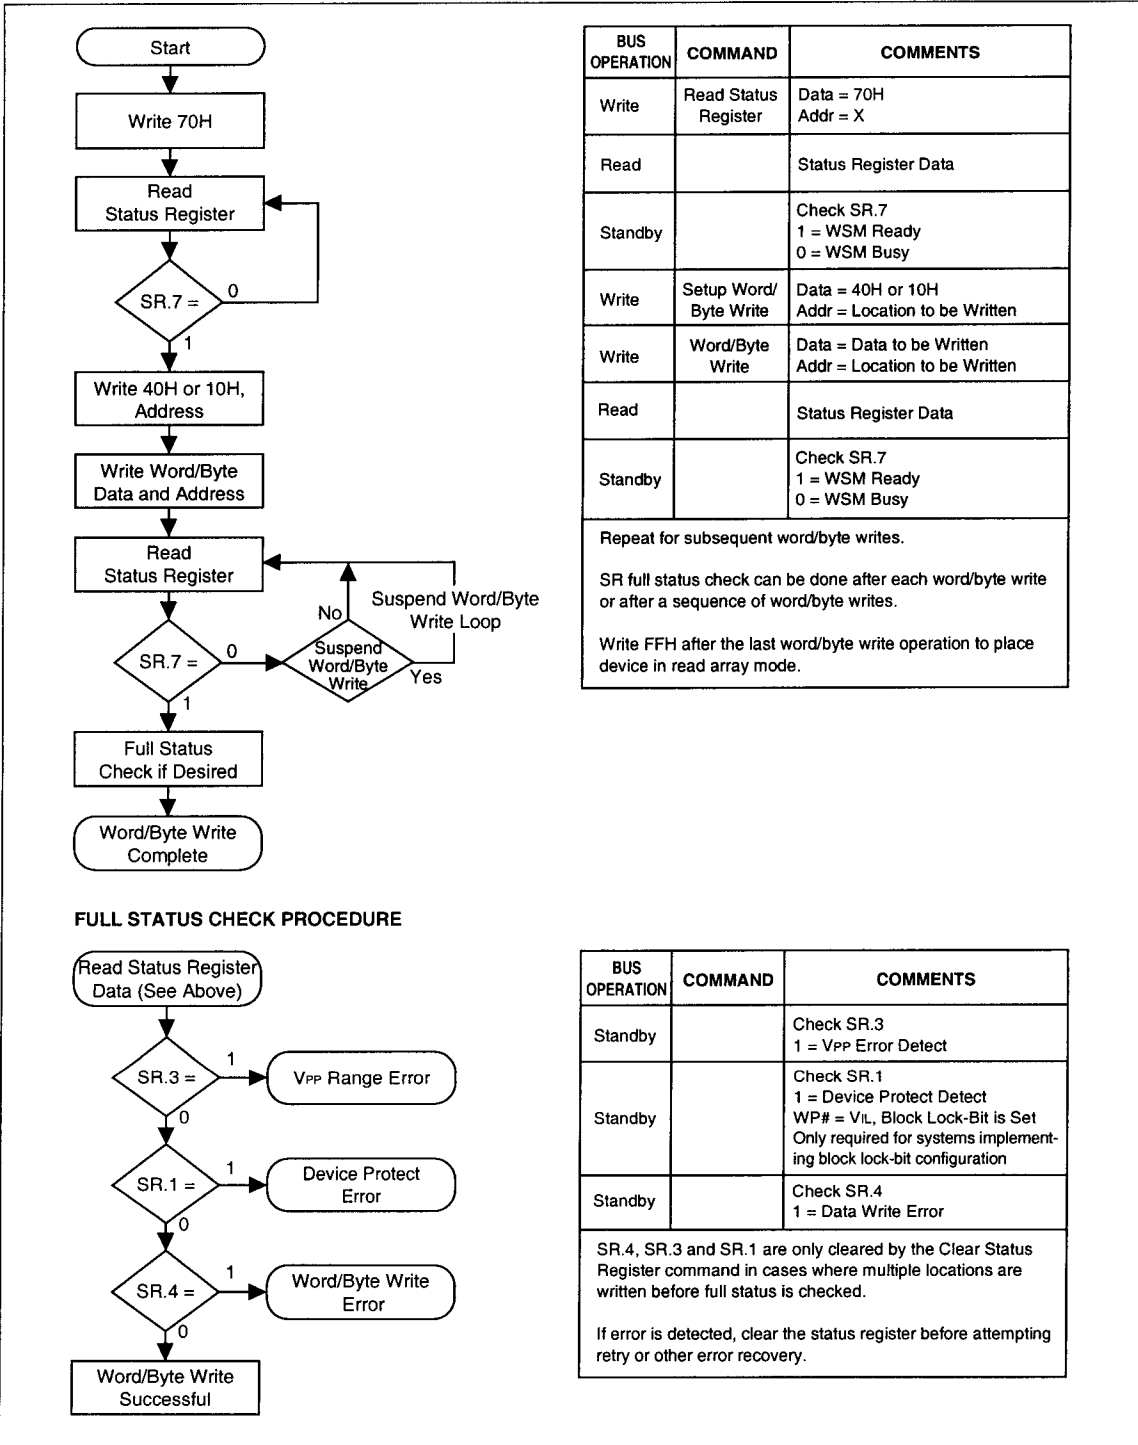 Start
Write 70H
Read
Status Register
SR.7 =
0
1
Write 40H or 10H,
Address
Write Word/Byte
Data and Address
Read
Status Register
SR.7 =
0
1
Suspend
Word/Byte
Write
No
Yes
Suspend Word/Byte
Write Loop
Full Status
Check if Desired
Word/Byte Write
Complete
BUS
OPERATION
COMMAND
COMMENTS
Write
Read Status
Register
Data = 70H
Addr = X
Read
Status Register Data
Standby
Check SR.7
1 = WSM Ready
0 = WSM Busy
Write
Setup Word/
Byte Write
Data = 40H or 10H
Addr = Location to be Written
Write
Word/Byte
Write
Data = Data to be Written
Addr = Location to be Written
Read
Status Register Data
Standby
Check SR.7
1 = WSM Ready
0 = WSM Busy
Repeat for subsequent word/byte writes.
SR full status check can be done after each word/byte write
or after a sequence of word/byte writes.
Write FFH after the last word/byte write operation to place
device in read array mode.
FULL STATUS CHECK PROCEDURE
Read Status Register
Data (See Above)
SR.3 =
1
0
VPP Range Error
SR.1 =
1
0
Device Protect
Error
SR.4 =
1
0
Word/Byte Write
Error
Word/Byte Write
Successful
BUS
OPERATION
COMMAND
COMMENTS
Standby
Check SR.3
1 = VPP Error Detect
Standby
Check SR.1
1 = Device Protect Detect
WP# = VIL, Block Lock-Bit is Set
Only required for systems implement-
ing block lock-bit configuration
Standby
Check SR.4
1 = Data Write Error
SR.4, SR.3 and SR.1 are only cleared by the Clear Status
Register command in cases where multiple locations are
written before full status is checked.
If error is detected, clear the status register before attempting
retry or other error recovery.